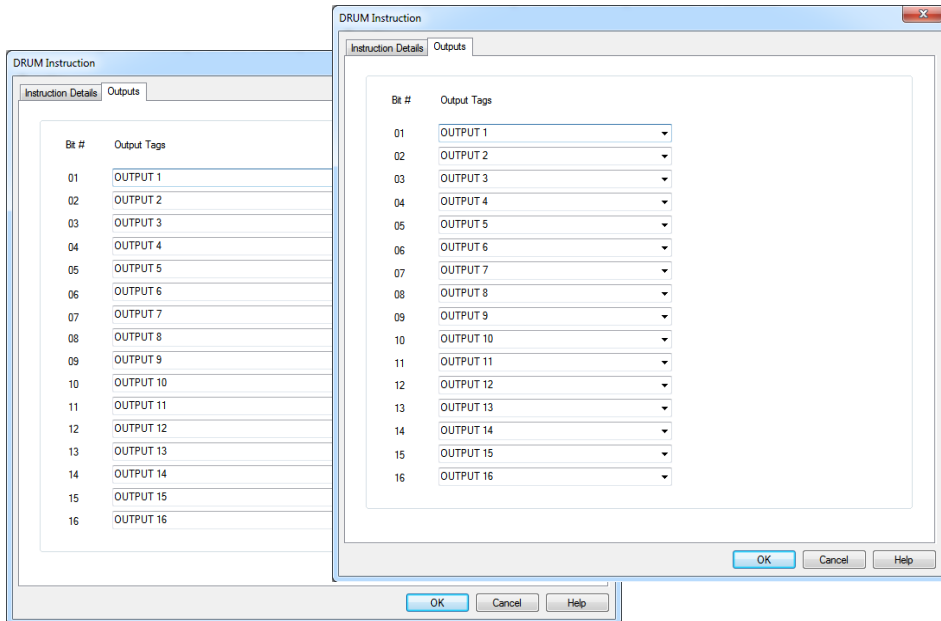 DRUM Instruction
Instruction Details Outputs
Bit # Output Tags
01 OUTPUT 1
02 OUTPUT 2
03 OUTPUT 3
04 OUTPUT 4
05 OUTPUT 5
06 OUTPUT 6
07 OUTPUT 7
08 OUTPUT 8
09 OUTPUT 9
10 OUTPUT 10
11 OUTPUT 11
12 OUTPUT 12
13 OUTPUT 13
14 OUTPUT 14
15 OUTPUT 15
16 OUTPUT 16
OK Cancel Help
DRUM Instruction
Instruction Details Outputs
Bit # Output Tags
01 OUTPUT 1
02 OUTPUT 2
03 OUTPUT 3
04 OUTPUT 4
05 OUTPUT 5
06 OUTPUT 6
07 OUTPUT 7
08 OUTPUT 8
09 OUTPUT 9
10 OUTPUT 10
11 OUTPUT 11
12 OUTPUT 12
13 OUTPUT 13
14 OUTPUT 14
15 OUTPUT 15
16 OUTPUT 16
OK Cancel Help